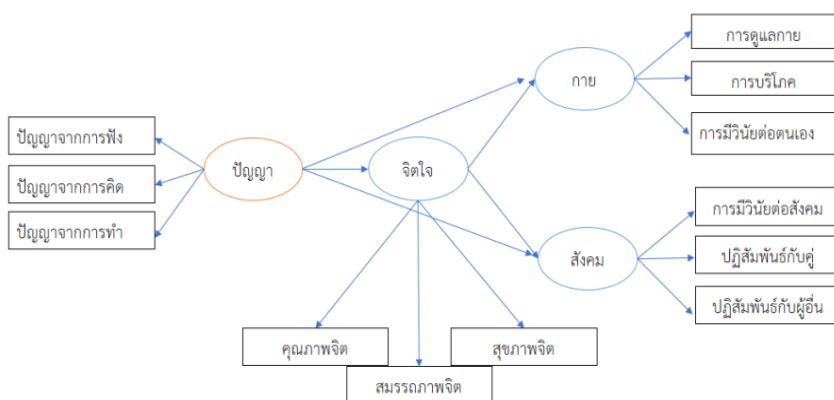 การดูแลกาย
กาย
การบริโภค
การมีวินัยต่อตนเอง
ปัญญาจากการฟัง
ปัญญาจากการคิด
ปัญญาจากการทำ
ปัญญา
จิตใจ
การมีวินัยต่อสังคม
สังคม
ปฏิสัมพันธ์กับคู่
ปฏิสัมพันธ์กับผู้อื่น
คุณภาพจิต
สุขภาพจิต
สมรรถภาพจิต